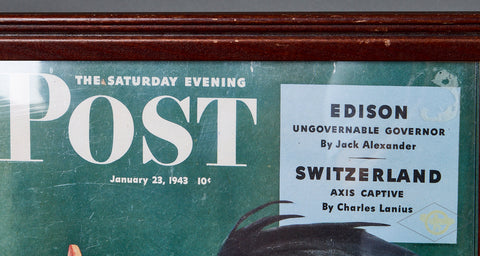 THE SATURDAY EVENING
POST
January 23, 1943 10¢
EDISON
UNGOVERNABLE GOVERNOR
By Jack Alexander
SWITZERLAND
AXIS CAPTIVE
By Charles Lanius